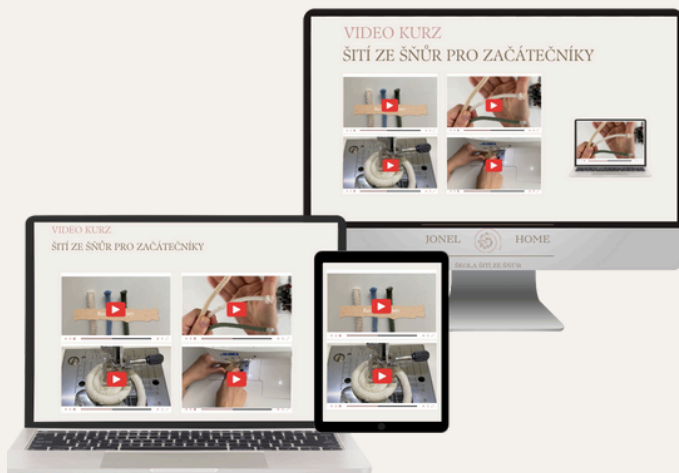 VIDEO KURZ
ŠITÍ ZE ŠŇŮR PRO ZAČÁTEČNÍKY
JONEL HOME
ŠKOLA ŠITÍ ZE ŠŇŮR
VIDEO KURZ
ŠITÍ ZE ŠŇŮR PRO ZAČÁTEČNÍKY